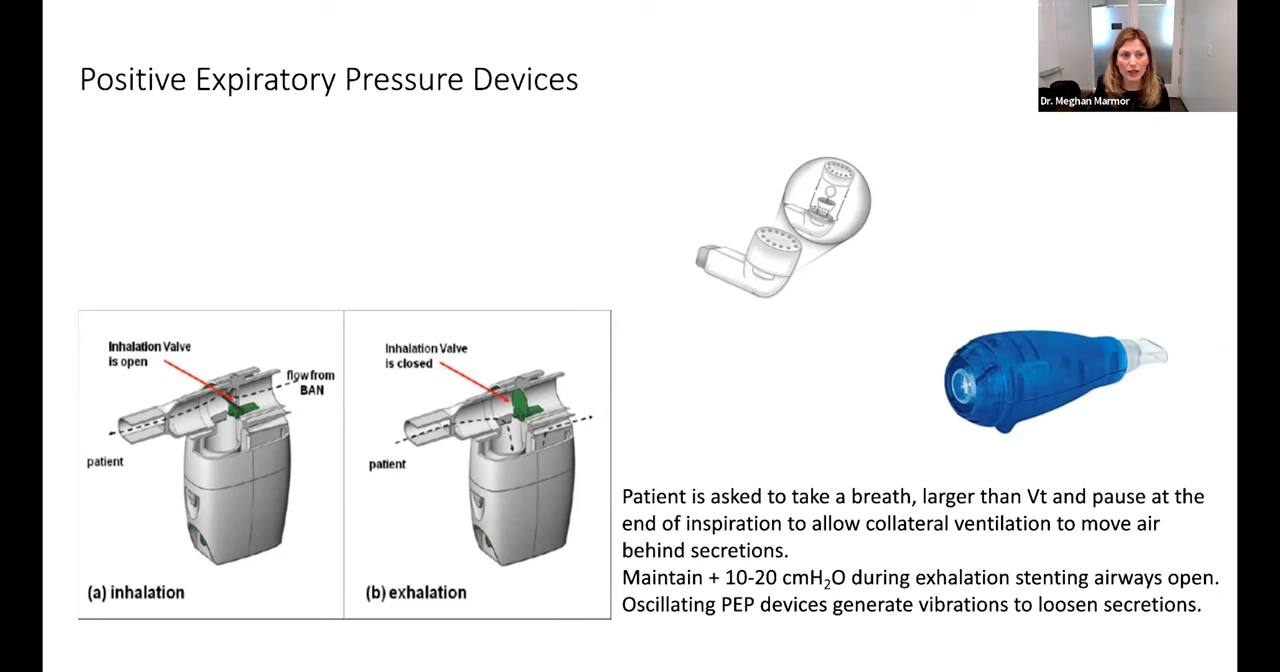 Positive Expiratory Pressure Devices
Dr. Meghan Marmor
Inhalation Valve
is open
flow from
BAN
patient
(a) inhalation
Inhalation Valve
is closed
patient
(b) exhalation
Patient is asked to take a breath, larger than Vt and pause at the
end of inspiration to allow collateral ventilation to move air
behind secretions.
Maintain + 10-20 cmH₂O during exhalation stenting airways open.
Oscillating PEP devices generate vibrations to loosen secretions.